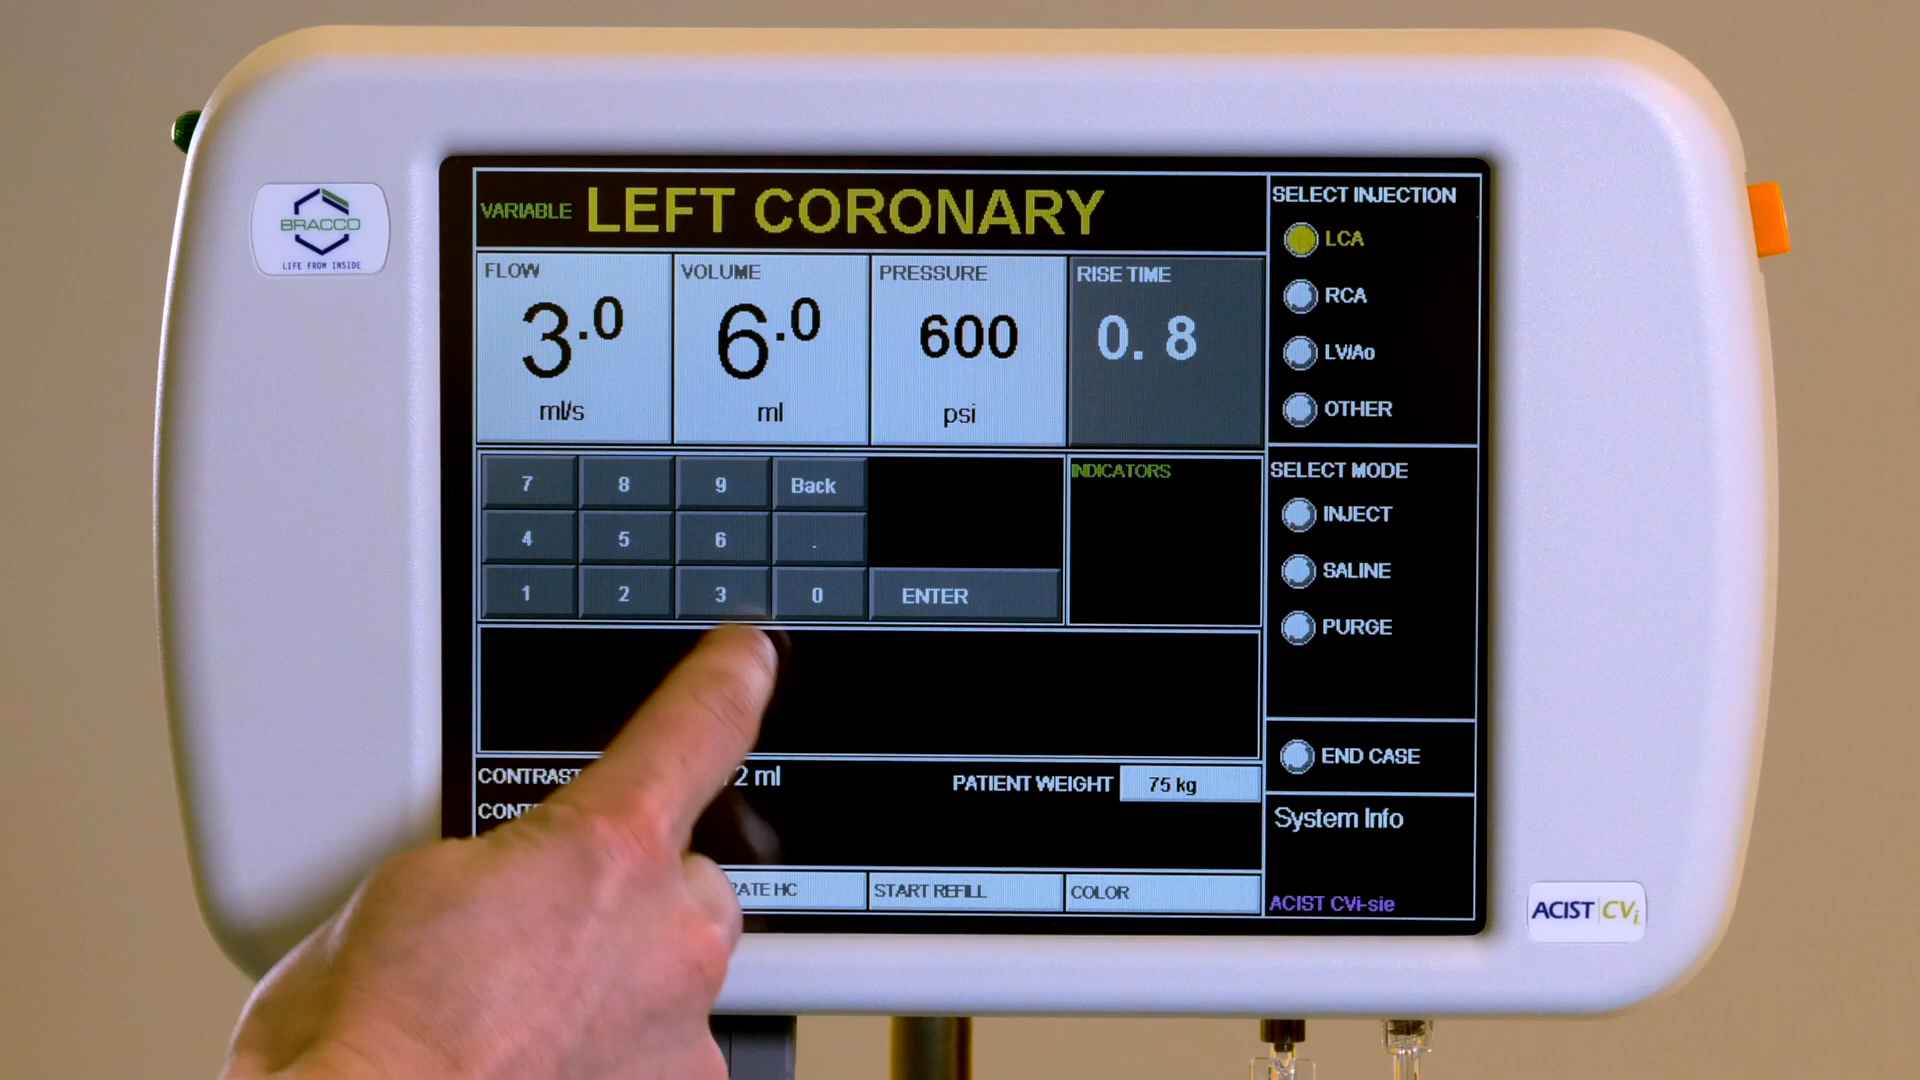 BRACCO
LIFE FROM INSIDE
VARIABLE LEFT CORONARY
FLOW
3.0
ml/s
VOLUME
6.0
ml
PRESSURE
600
psi
RISE TIME
0. 8
7 8 9 Back
4 5 6 .
1 2 3 0 ENTER
INDICATORS
CONTRAST
2 ml
PATIENT WEIGHT 75 kg
START REFILL
COLOR
SELECT INJECTION
LCA
RCA
LV/Ao
OTHER
SELECT MODE
INJECT
SALINE
PURGE
END CASE
System Info
ACIST CVi-sie
ACIST CVi